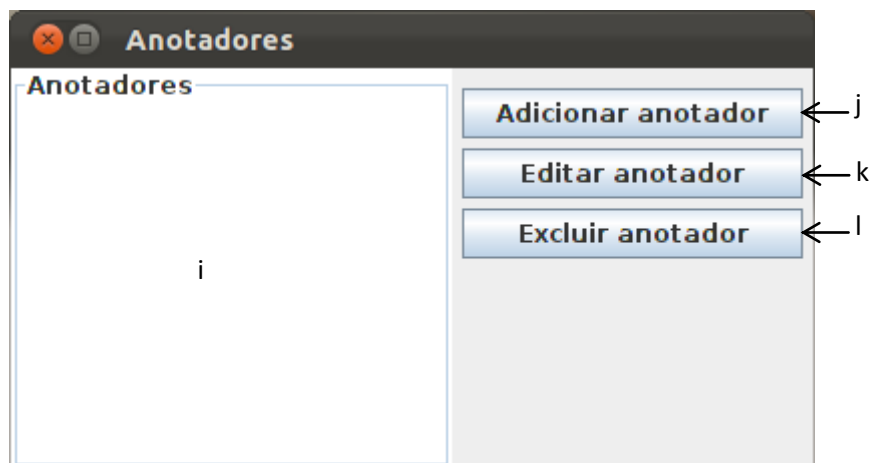 Anotadores
Anotadores
Adicionar anotador
j
Editar anotador
k
Excluir anotador
l
i